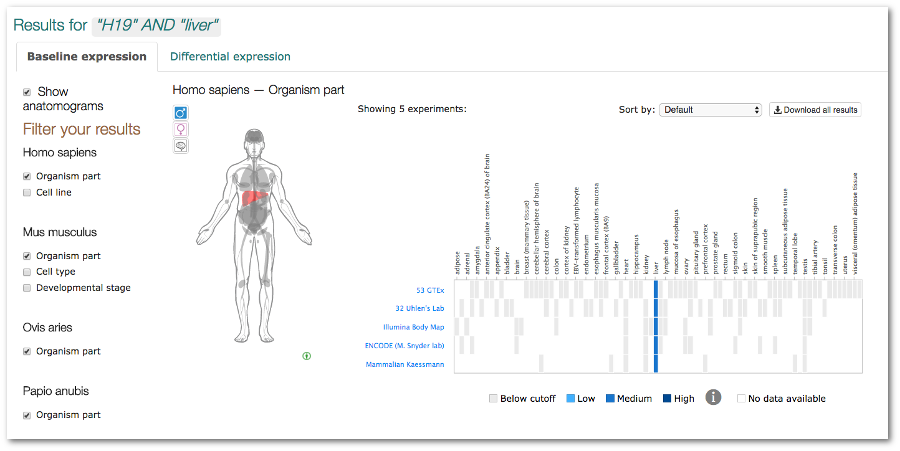 Results for "H19" AND "liver"
Baseline expression
Differential expression
Show anatomograms
Filter your results
Homo sapiens
Organism part
Cell line
Mus musculus
Organism part
Cell type
Developmental stage
Ovis aries
Organism part
Papio anubis
Organism part
Homo sapiens — Organism part
Showing 5 experiments:
Sort by: Default
Download all results
adipose
adrenal
amygdala
anterior cingulate cortex (BA24) of brain
appendix
bladder
brain
breast (mammary tissue)
cerebellar hemisphere of brain
cerebral cortex
colon
cortex of kidney
EBV-transformed lymphocyte
endometrium
esophagus muscularis mucosa
frontal cortex (BA9)
gallbladder
heart
hippocampus
kidney
liver
lymph node
mucosa of esophagus
ovary
pituitary gland
prefrontal cortex
prostate gland
rectum
sigmoid colon
skin
skin of suprapubic region
smooth muscle
spleen
subcutaneous adipose tissue
temporal lobe
testis
tibial artery
tonsil
transverse colon
uterus
visceral (omentum) adipose tissue
53 GTEx
32 Uhlen's Lab
Illumina Body Map
ENCODE (M. Snyder lab)
Mammalian Kaessmann
Below cutoff
Low
Medium
High
i
No data available